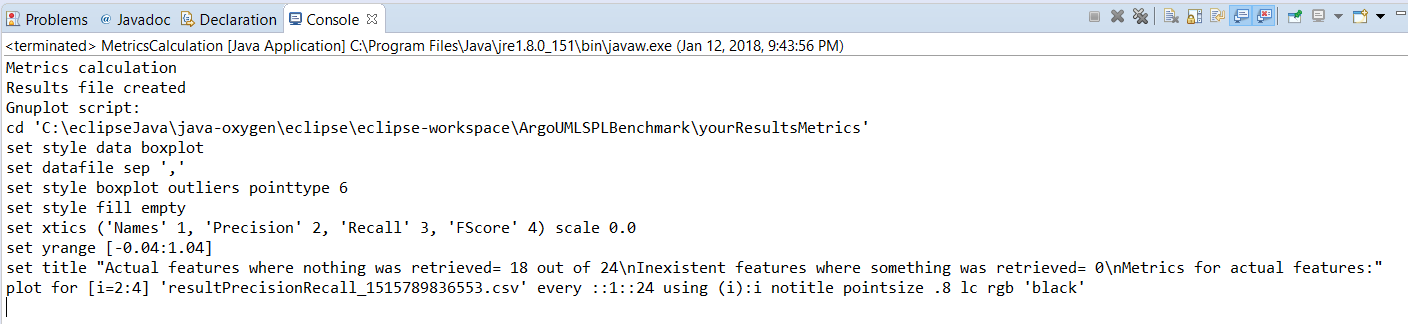 Problems @ Javadoc Declaration Console
<terminated> MetricsCalculation [Java Application] C:\Program Files\Java\jre1.8.0_151\bin\javaw.exe (Jan 12, 2018, 9:43:56 PM)
Metrics calculation
Results file created
Gnuplot script:
cd 'C:\eclipseJava\java-oxygen\eclipse\eclipse-workspace\ArgoUMLSPLBenchmark\yourResultsMetrics'
set style data boxplot
set datafile sep ','
set style boxplot outliers pointtype 6
set style fill empty
set xtics ('Names' 1, 'Precision' 2, 'Recall' 3, 'FScore' 4) scale 0.0
set yrange [-0.04:1.04]
set title "Actual features where nothing was retrieved= 18 out of 24\nInexistent features where something was retrieved= 0\nMetrics for actual features:"
plot for [i=2:4] 'resultPrecisionRecall_1515789836553.csv' every ::1::24 using (i):i notitle pointsize .8 lc rgb 'black'